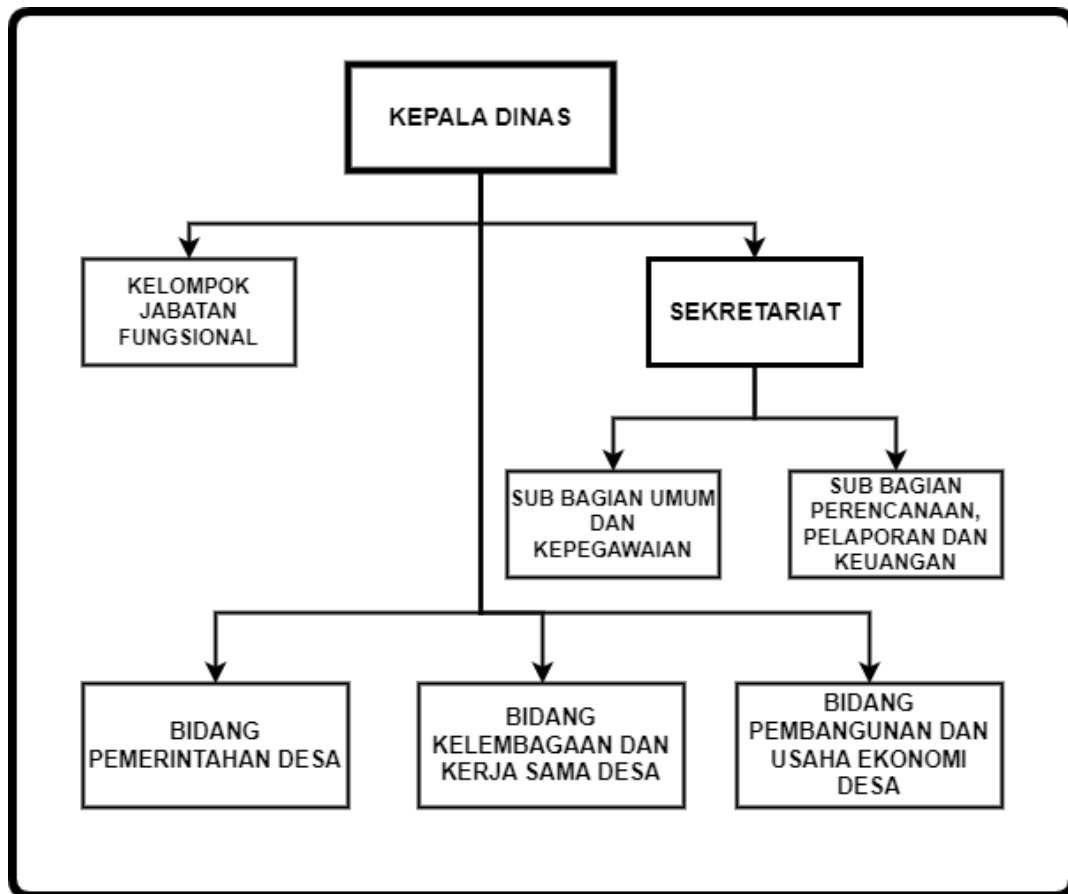 KEPALA DINAS
KELOMPOK
JABATAN
FUNGSIONAL
SEKRETARIAT
SUB BAGIAN UMUM
DAN
KEPEGAWAIAN
SUB BAGIAN
PERENCANAAN,
PELAPORAN DAN
KEUANGAN
BIDANG
PEMERINTAHAN DESA
BIDANG
KELEMBAGAAN DAN
KERJA SAMA DESA
BIDANG
PEMBANGUNAN DAN
USAHA EKONOMI
DESA